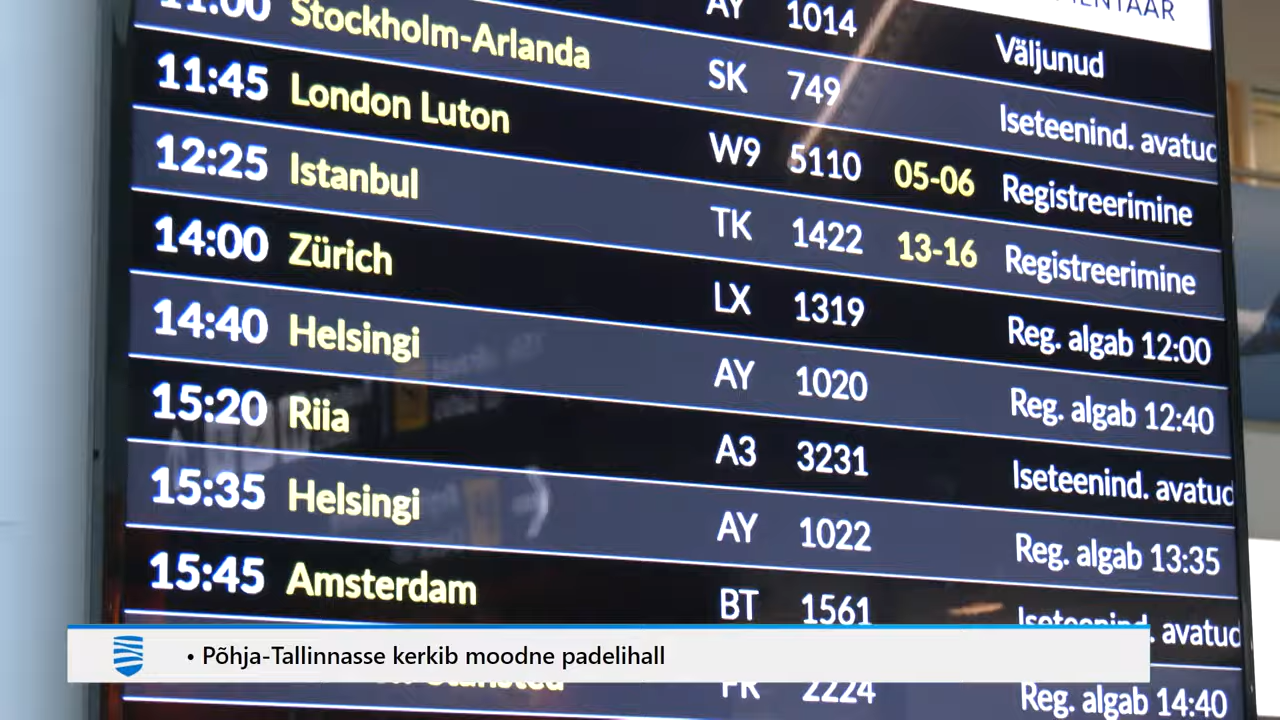 AY 1014 Väljunud
11:00 Stockholm-Arlanda SK 749 Iseteenind. avatud
11:45 London Luton W9 5110 05-06 Registreerimine
12:25 Istanbul TK 1422 13-16 Registreerimine
14:00 Zürich LX 1319 Reg. algab 12:00
14:40 Helsingi AY 1020 Reg. algab 12:40
15:20 Riia A3 3231 Iseteenind. avatud
15:35 Helsingi AY 1022 Reg. algab 13:35
15:45 Amsterdam BT 1561 Iseteenind. avatud
Stansted FR 2224 Reg. algab 14:40
• Põhja-Tallinnasse kerkib moodne padelihall